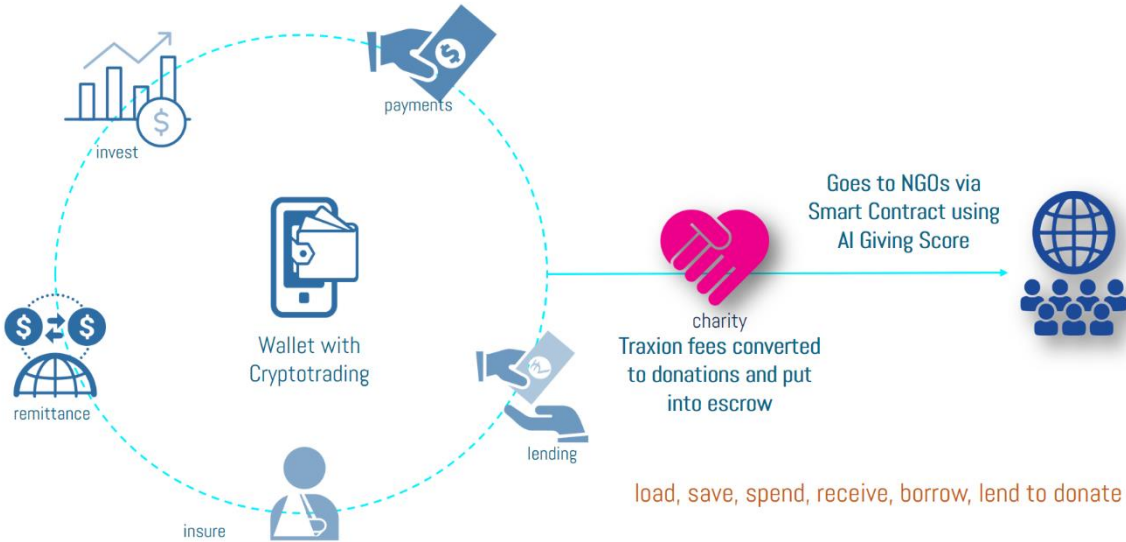 payments
invest
Goes to NGOs via
Smart Contract using
AI Giving Score
$
$
$ $
charity
Wallet with
Cryptotrading
Traxion fees converted
to donations and put
into escrow
remittance
lending
load, save, spend, receive, borrow, lend to donate
insure